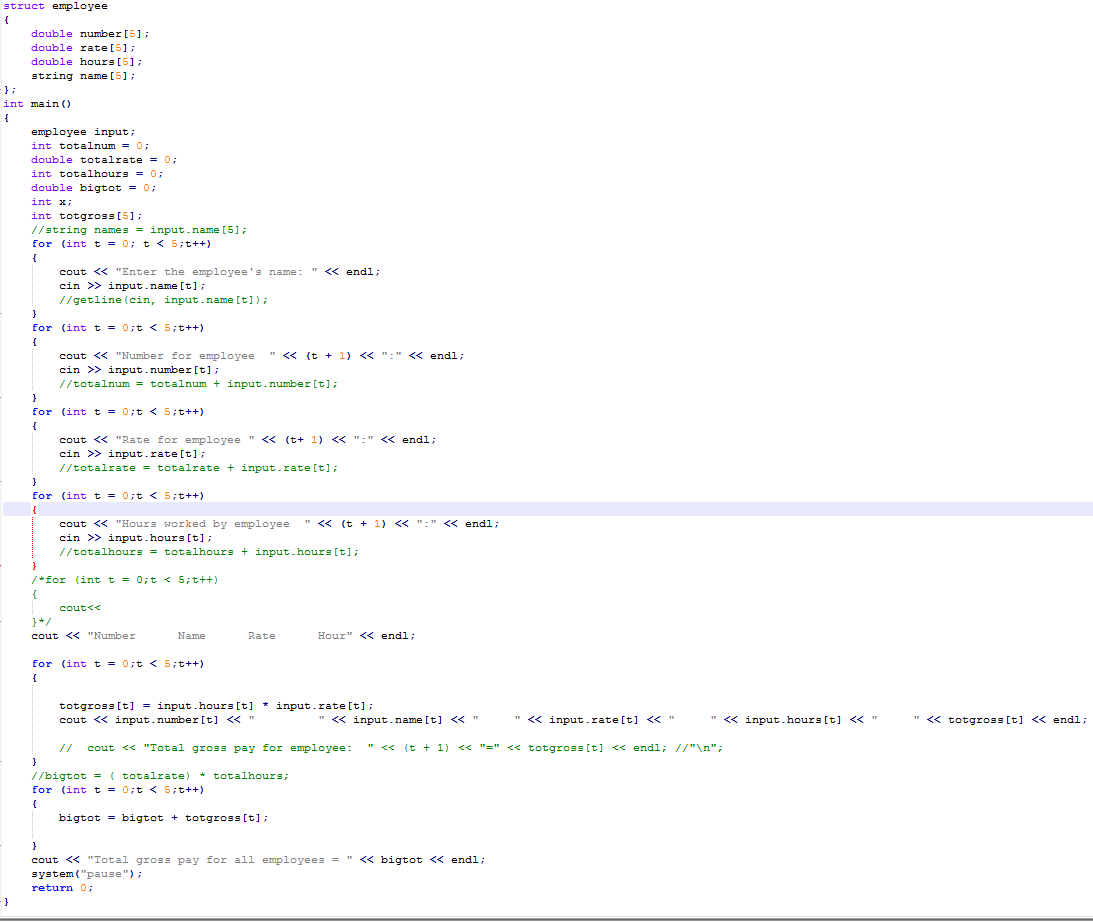 struct employee
{
    double number[5];
    double rate[5];
    double hours[5];
    string name[5];
};
int main()
{
    employee input;
    int totalnum = 0;
    double totalrate = 0;
    int totalhours = 0;
    double bigtot = 0;
    int x;
    int totgross[5];
    //string names = input.name[5];
    for (int t = 0; t < 5;t++)
    {
        cout << "Enter the employee's name: " << endl;
        cin >> input.name[t];
        //getline(cin, input.name[t]);
    }
    for (int t = 0;t < 5;t++)
    {
        cout << "Number for employee  " << (t + 1) << ":" << endl;
        cin >> input.number[t];
        //totalnum = totalnum + input.number[t];
    }
    for (int t = 0;t < 5;t++)
    {
        cout << "Rate for employee " << (t+ 1) << ":" << endl;
        cin >> input.rate[t];
        //totalrate = totalrate + input.rate[t];
    }
    for (int t = 0;t < 5;t++)
    {
        cout << "Hours worked by employee  " << (t + 1) << ":" << endl;
        cin >> input.hours[t];
        //totalhours = totalhours + input.hours[t];
    }
    /*for (int t = 0;t < 5;t++)
    {
        cout<<
    }*/
    cout << "Number      Name      Rate      Hour" << endl;

    for (int t = 0;t < 5;t++)
    {

        totgross[t] = input.hours[t] * input.rate[t];
        cout << input.number[t] << "         " << input.name[t] << "     " << input.rate[t] << "     " << input.hours[t] << "     " << totgross[t] << endl;

        //  cout << "Total gross pay for employee:  " << (t + 1) << "=" << totgross[t] << endl; //"\n";
    }
    //bigtot = ( totalrate) * totalhours;
    for (int t = 0;t < 5;t++)
    {
        bigtot = bigtot + totgross[t];

    }
    cout << "Total gross pay for all employees = " << bigtot << endl;
    system("pause");
    return 0;
}